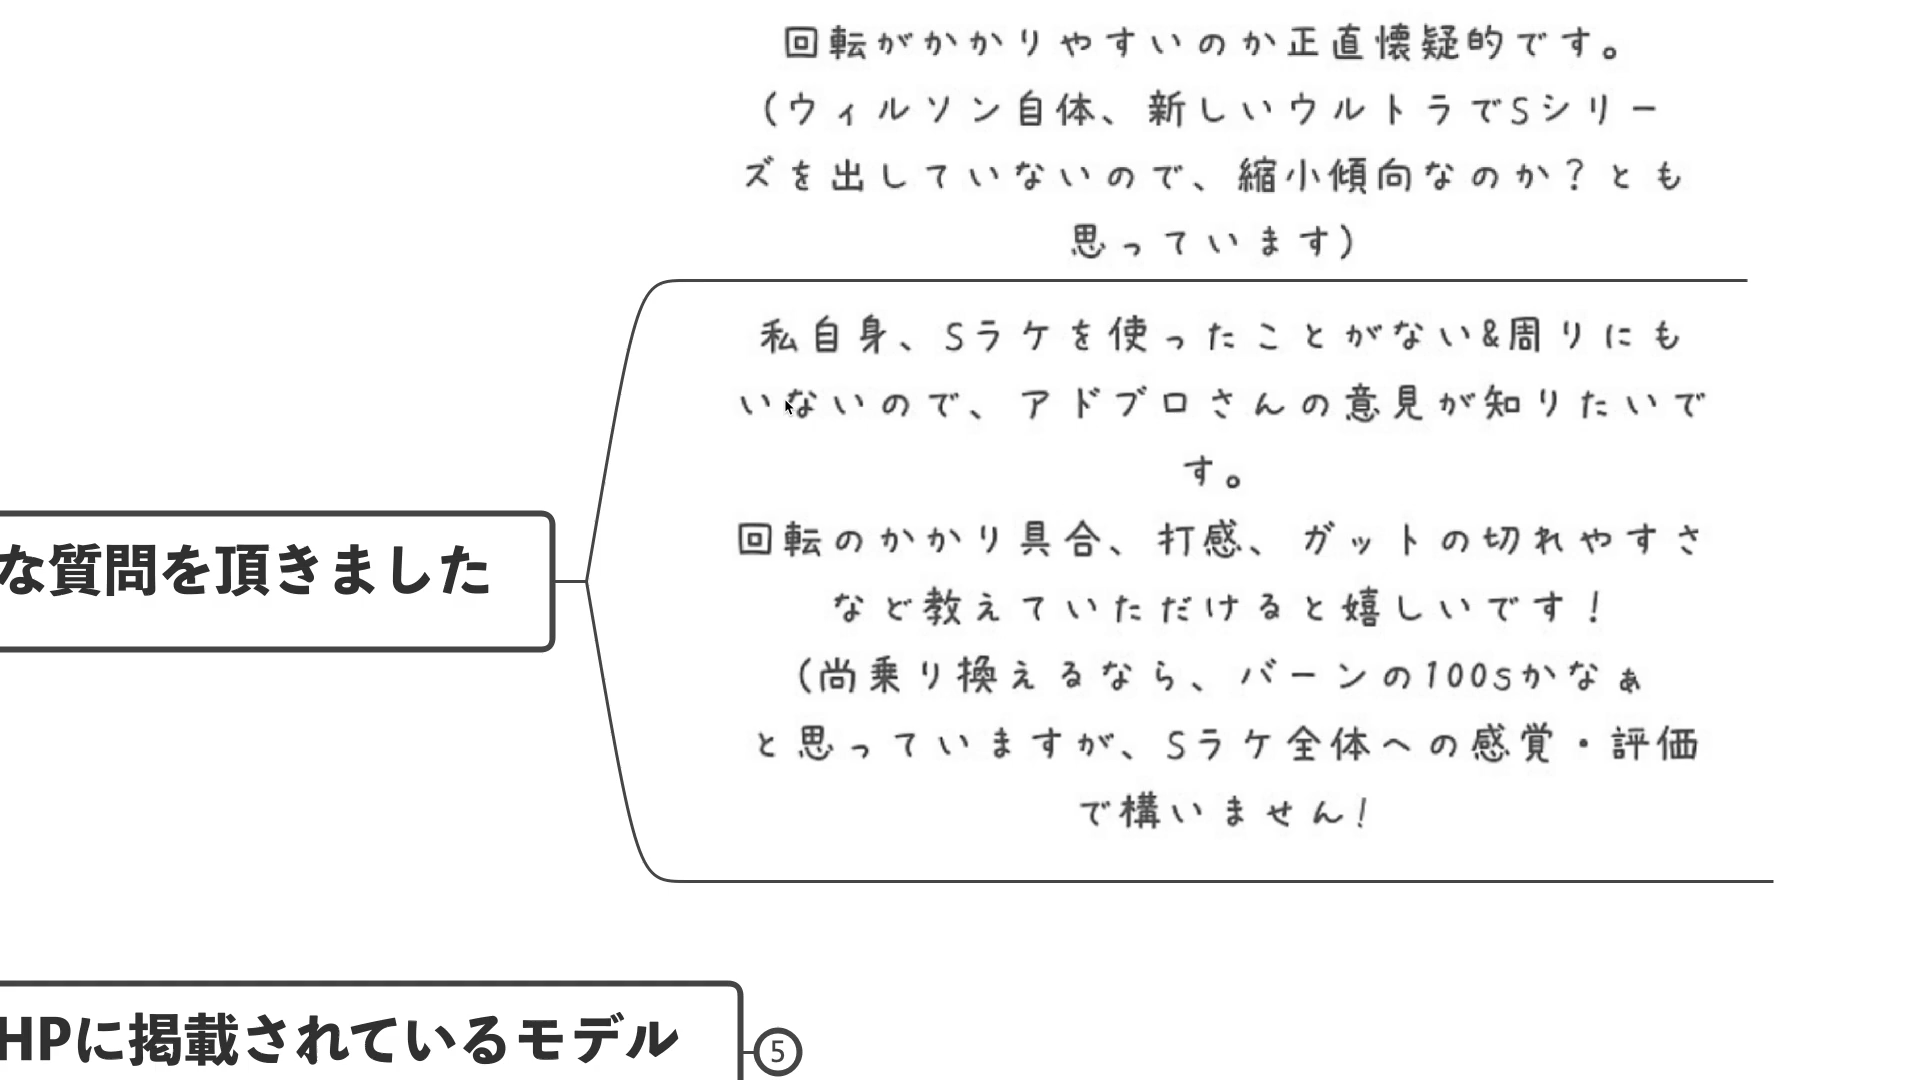 回転がかかりやすいのか正直懐疑的です。
(ウィルソン自体、新しいウルトラでSシリー
ズを出していないので、縮小傾向なのか?とも
思っています)
私自身、Sラケを使ったことがない&周りにも
いないので、アドブロさんの意見が知りたいで
す。
回転のかかり具合、打感、ガットの切れやすさ
など教えていただけると嬉しいです!
(尚乗り換えるなら、バーンの100sかなぁ
と思っていますが、Sラケ全体への感覚・評価
で構いません!
な質問を頂きました
HPに掲載されているモデル
5